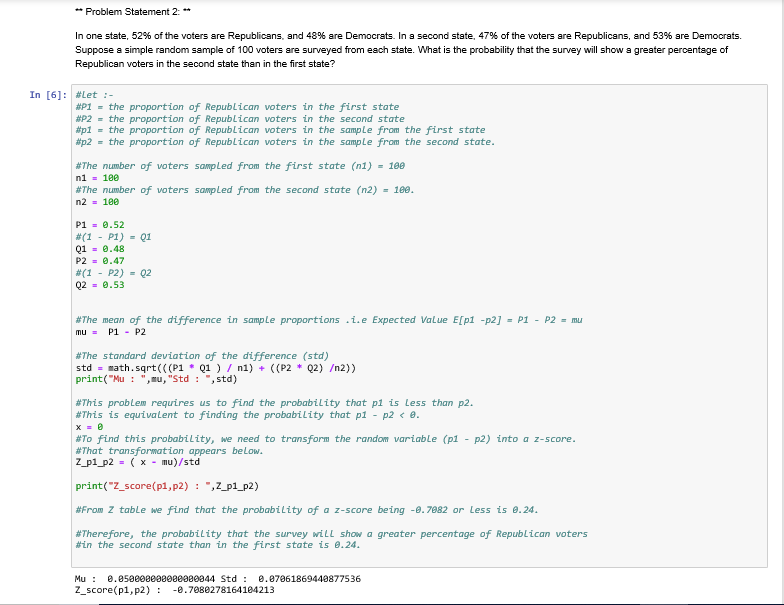 ** Problem Statement 2: **
In one state, 52% of the voters are Republicans, and 48% are Democrats. In a second state, 47% of the voters are Republicans, and 53% are Democrats.
Suppose a simple random sample of 100 voters are surveyed from each state. What is the probability that the survey will show a greater percentage of
Republican voters in the second state than in the first state?
In [6]: #Let :-
#P1 = the proportion of Republican voters in the first state
#P2 = the proportion of Republican voters in the second state
#p1 = the proportion of Republican voters in the sample from the first state
#p2 = the proportion of Republican voters in the sample from the second state.
#The number of voters sampled from the first state (n1) = 100
n1 = 100
#The number of voters sampled from the second state (n2) = 100.
n2 = 100
P1 = 0.52
#(1 - P1) = Q1
Q1 = 0.48
P2 = 0.47
#(1 - P2) = Q2
Q2 = 0.53
#The mean of the difference in sample proportions .i.e Expected Value E[p1 -p2] = P1 - P2 = mu
mu = P1 - P2
#The standard deviation of the difference (std)
std = math.sqrt(((P1 * Q1 ) / n1) + ((P2 * Q2) /n2))
print("Mu : ",mu,"Std : ",std)
#This problem requires us to find the probability that p1 is less than p2.
#This is equivalent to finding the probability that p1 - p2 < 0.
x = 0
#To find this probability, we need to transform the random variable (p1 - p2) into a z-score.
#That transformation appears below.
Z_p1_p2 = ( x - mu)/std
print("Z_score(p1,p2) : ",Z_p1_p2)
#From Z table we find that the probability of a z-score being -0.7082 or less is 0.24.
#Therefore, the probability that the survey will show a greater percentage of Republican voters
#in the second state than in the first state is 0.24.
Mu : 0.050000000000000044 Std : 0.07061869440877536
Z_score(p1,p2) : -0.7080278164104213